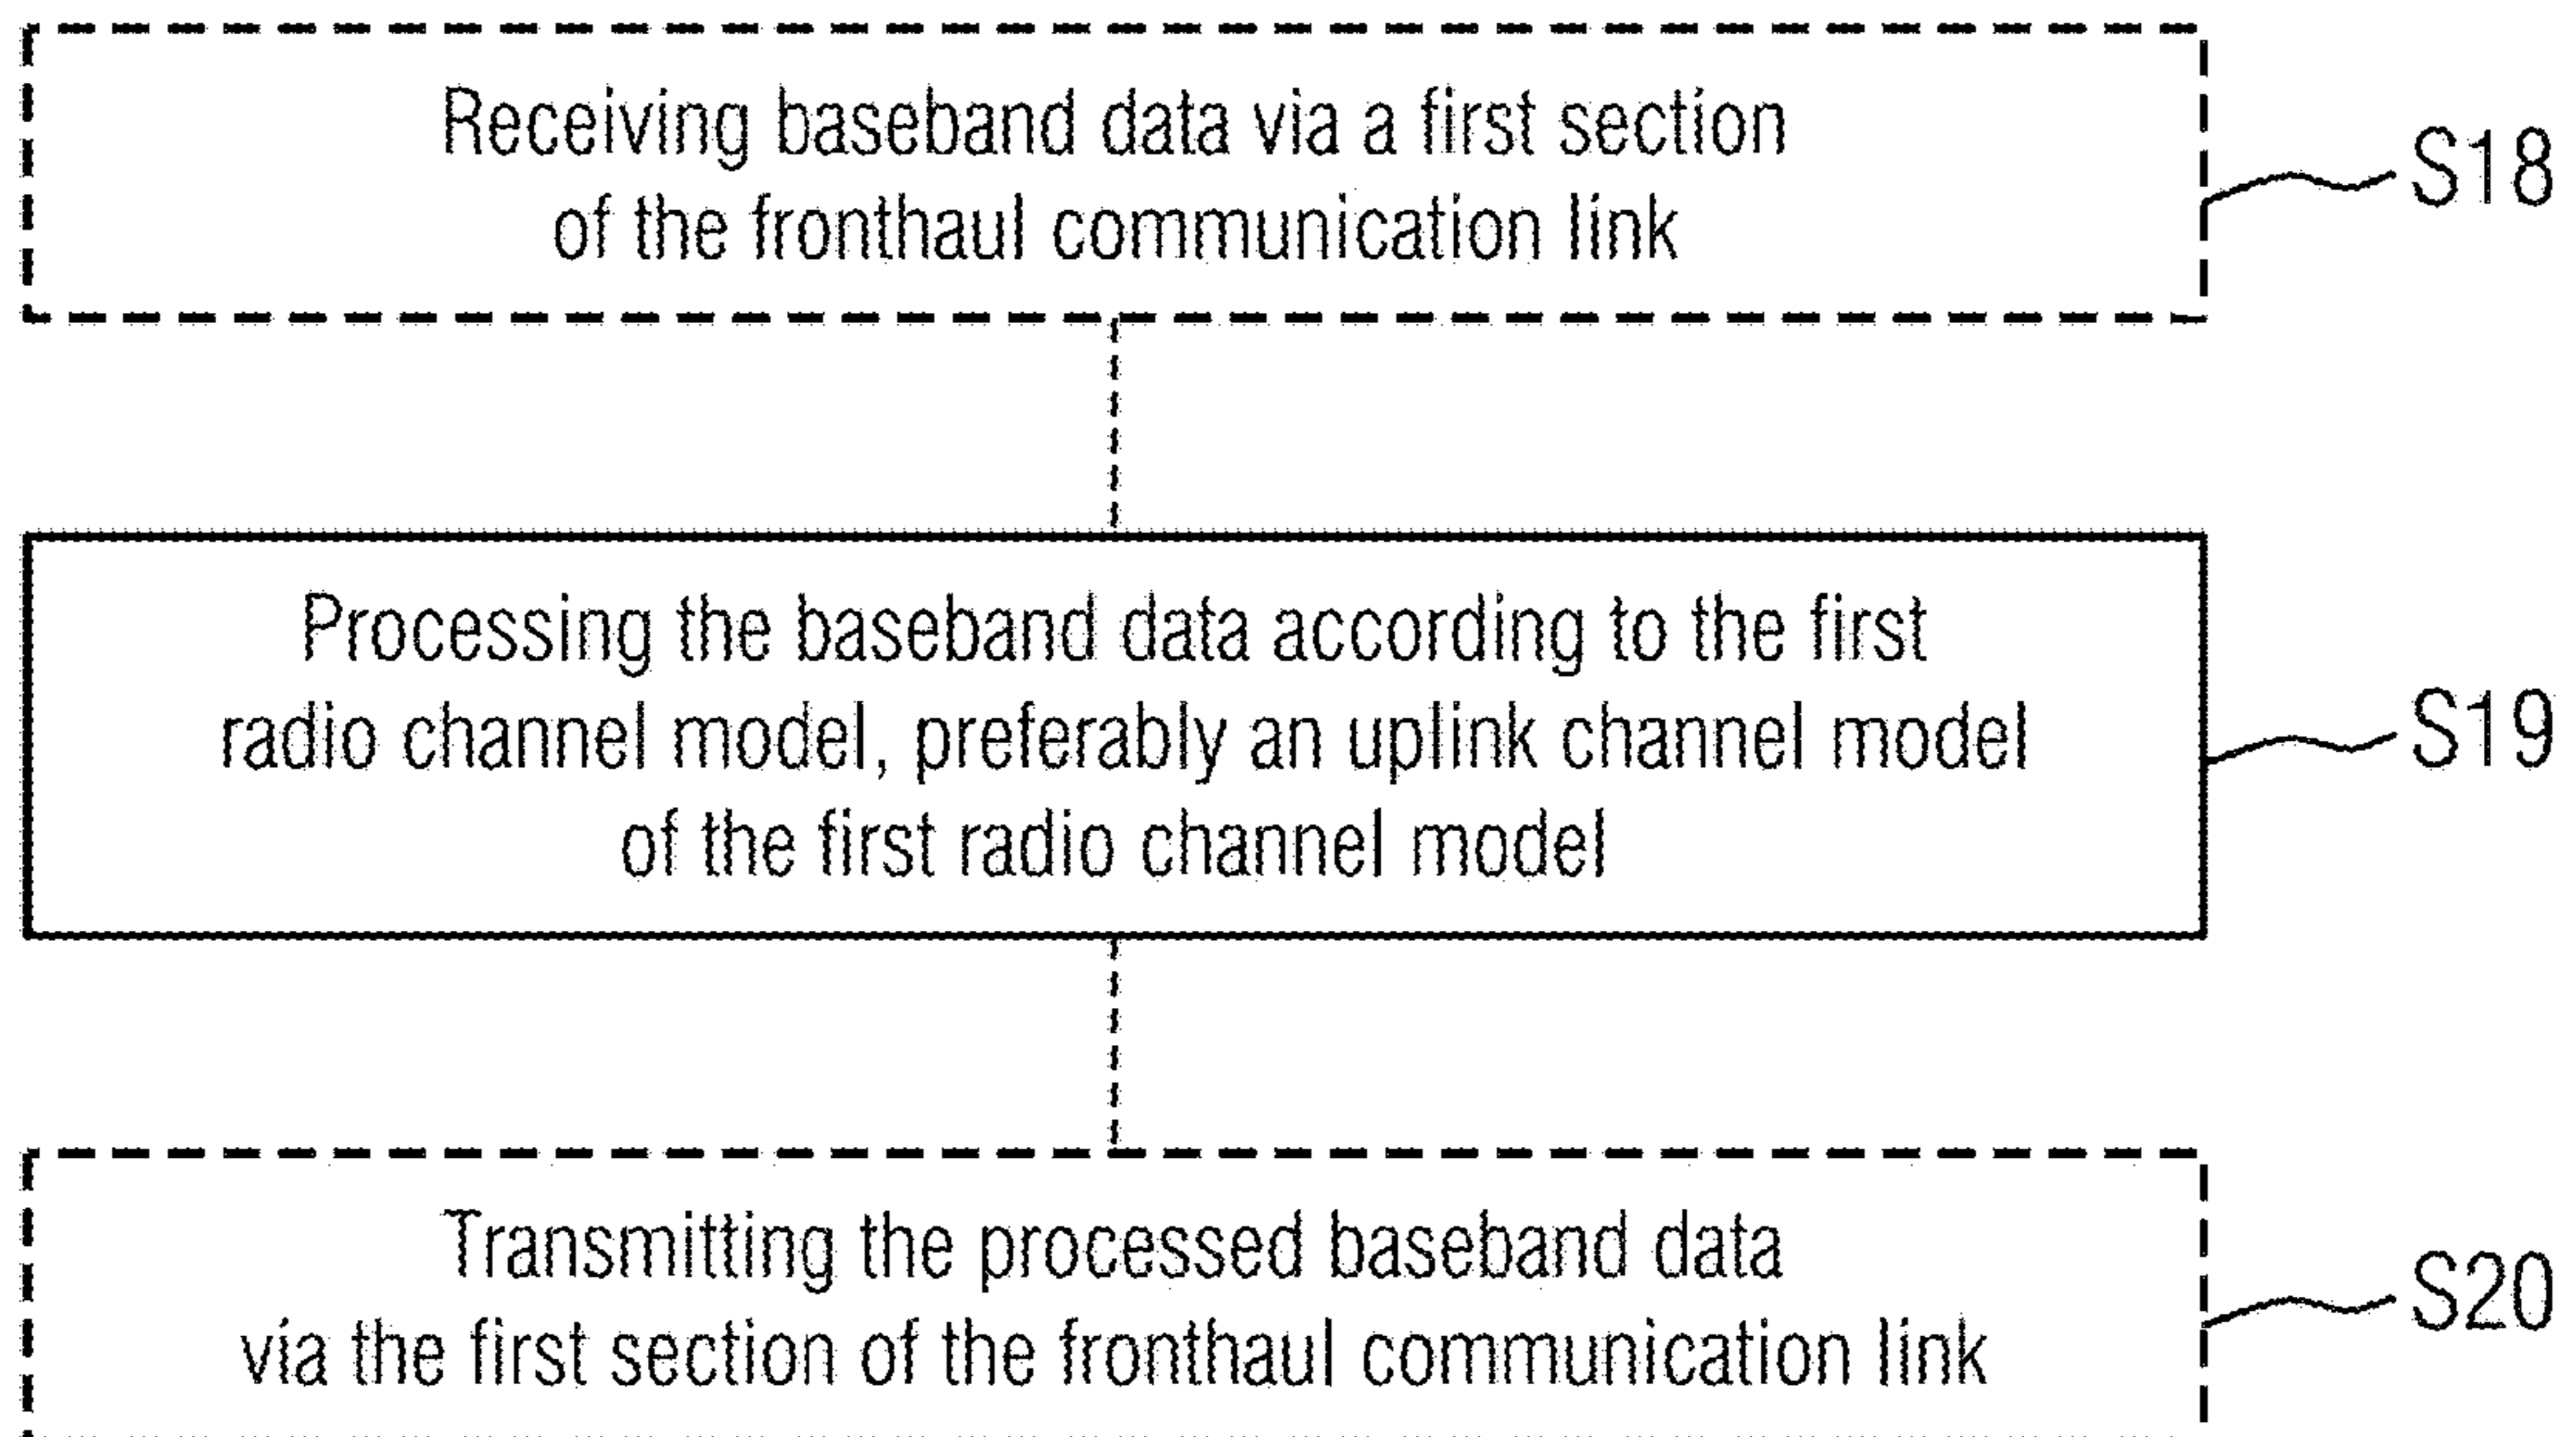 Receiving baseband data via a first section
of the fronthaul communication link
S18
Processing the baseband data according to the first
radio channel model, preferably an uplink channel model
of the first radio channel model
S19
Transmitting the processed baseband data
via the first section of the fronthaul communication link
S20